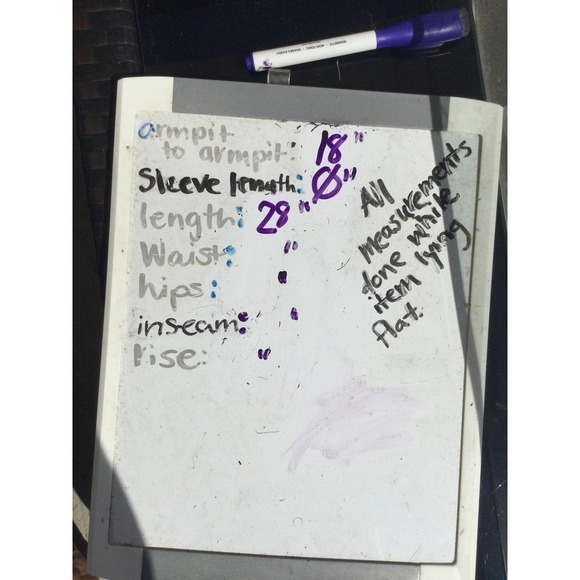 armpit
to armpit: 18"
Sleeve length: Ø"
length: 28"
Waist: "
hips: "
inseam: "
rise: "
All
measurements
done while
item lying
flat.